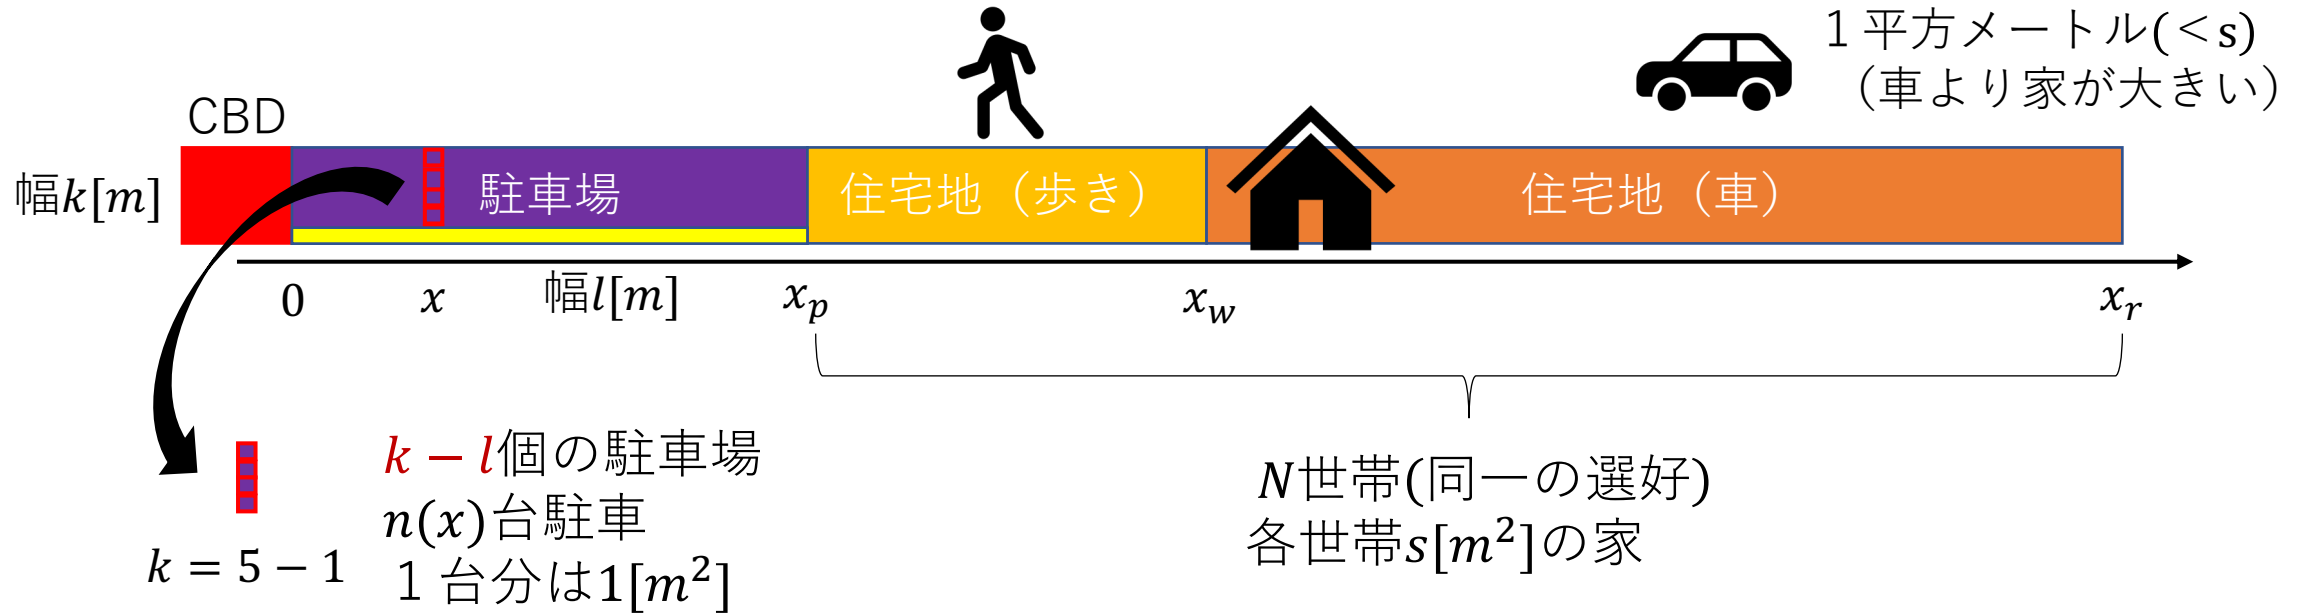 １平方メートル(＜s)
（車より家が大きい）
CBD
幅k[m]
駐車場
住宅地（歩き）
住宅地（車）
0
x
幅l[m]
x_p
x_w
x_r
k − l個の駐車場
n(x)台駐車
１台分は1[m²]
k = 5 − 1
N世帯(同一の選好)
各世帯s[m²]の家